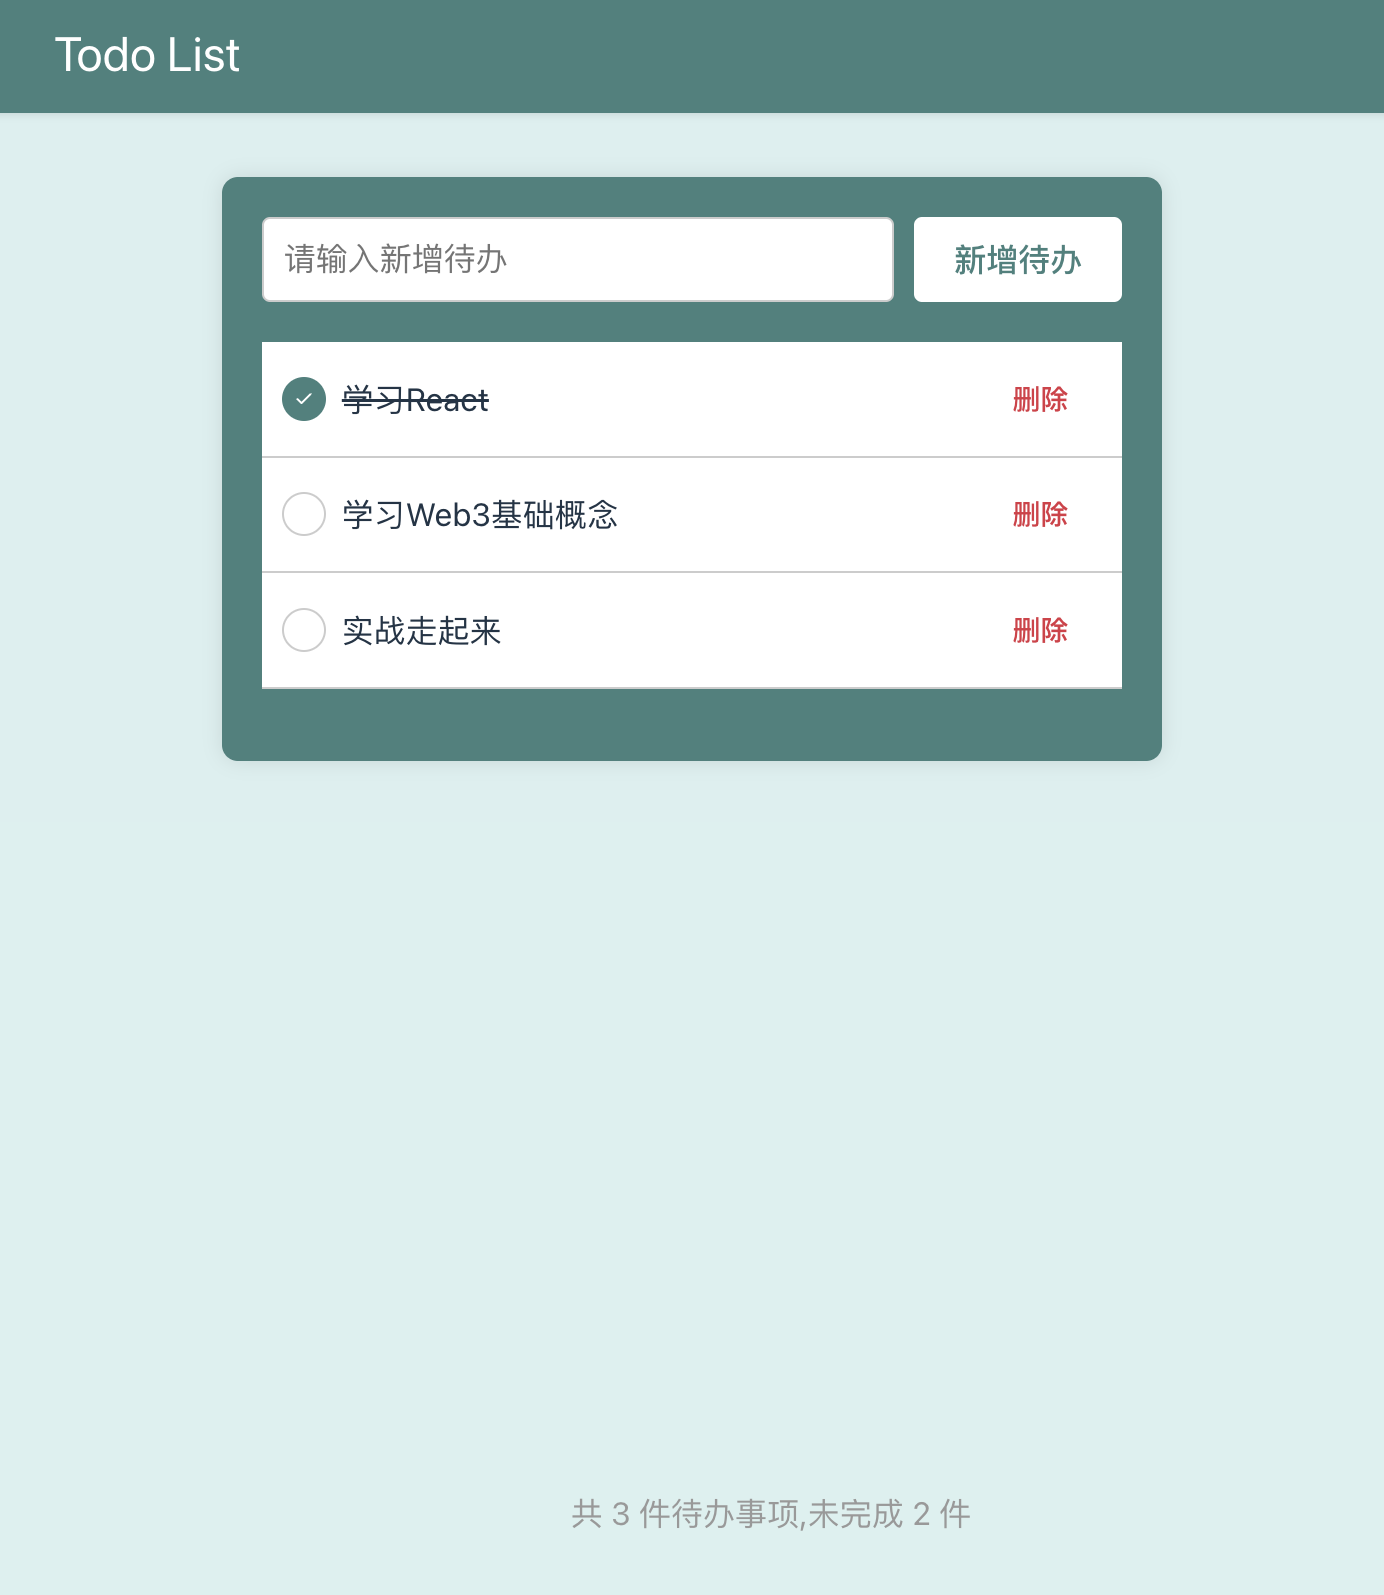 Todo List
请输入新增待办
新增待办
学习React
删除
学习Web3基础概念
删除
实战走起来
删除
共 3 件待办事项,未完成 2 件